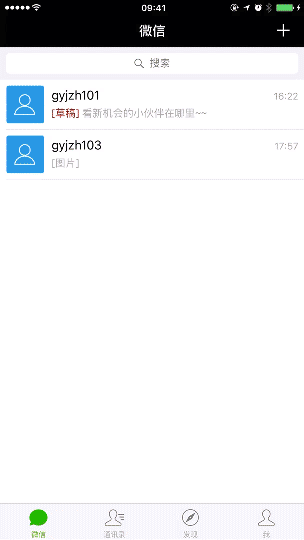 09:41
微信
搜索
gyjzh101 16:22
[草稿] 看新机会的小伙伴在哪里~~
gyjzh103 17:57
[图片]
微信 通讯录 发现 我